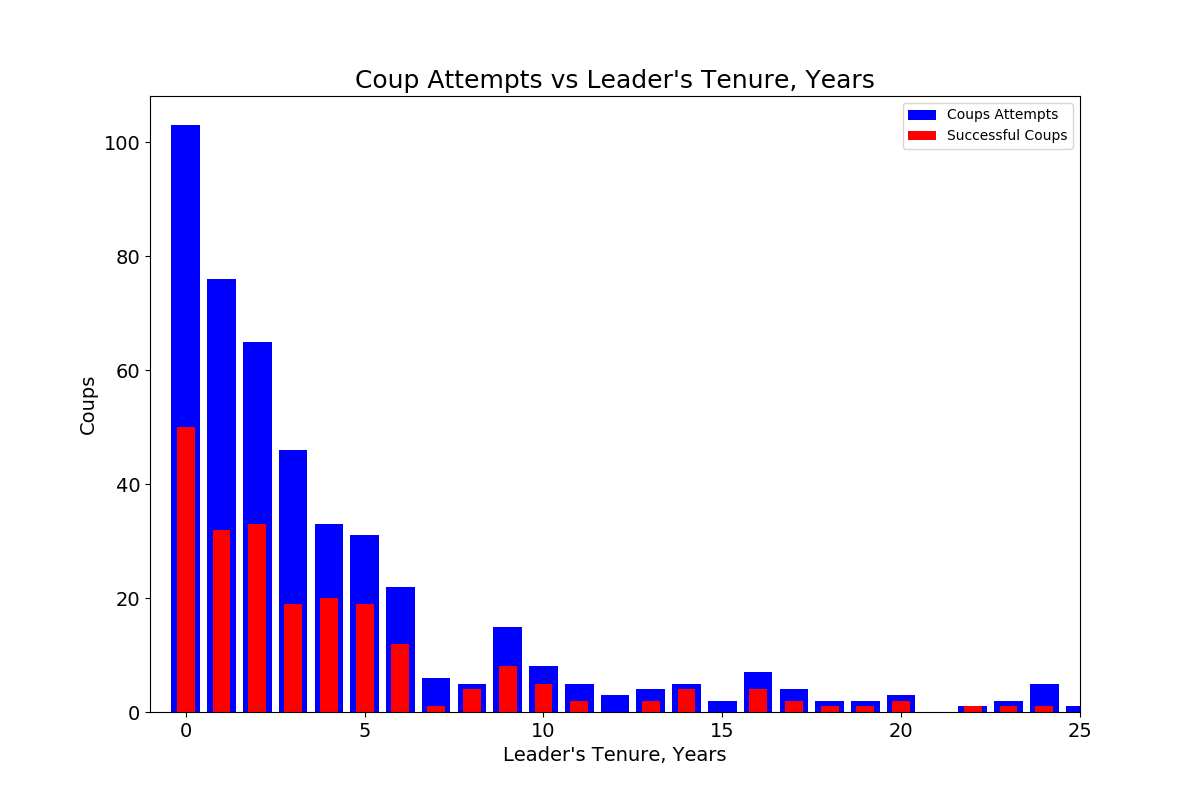 Coup Attempts vs Leader's Tenure, Years
Coups Attempts
Successful Coups
100
80
60
40
20
0
Coups
0 5 10 15 20 25
Leader's Tenure, Years